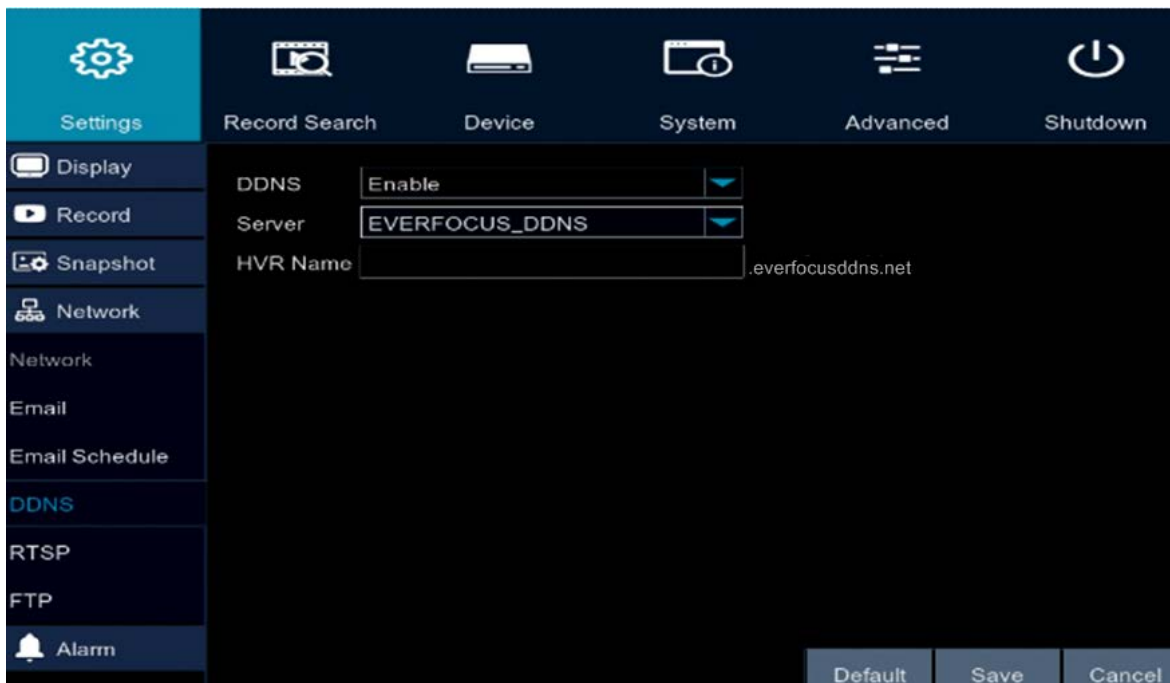 Settings
Record Search
Device
System
Advanced
Shutdown
Display
Record
Snapshot
Network
Network
Email
Email Schedule
DDNS
RTSP
FTP
Alarm
DDNS Enable
Server EVERFOCUS_DDNS
HVR Name .everfocusddns.net
Default
Save
Cancel